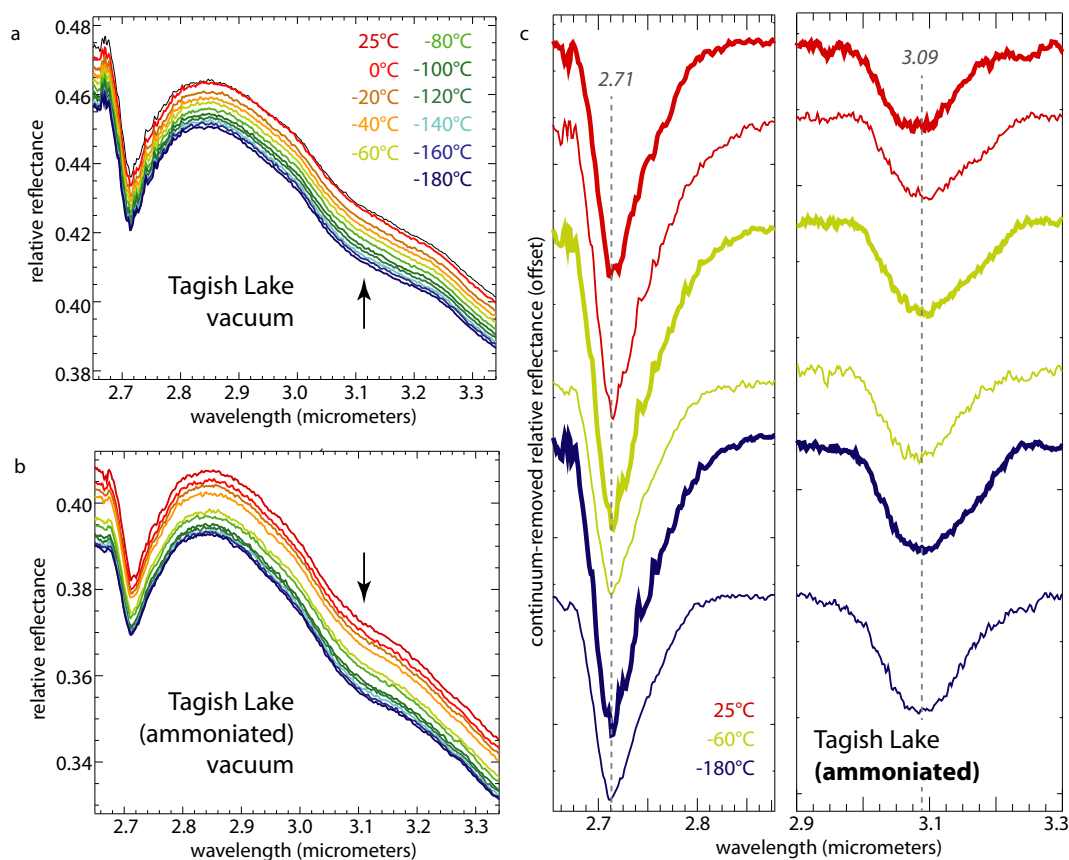 a
0.48
0.46
0.44
0.42
0.40
0.38
relative reflectance
25°C
0°C
-20°C
-40°C
-60°C
-80°C
-100°C
-120°C
-140°C
-160°C
-180°C
Tagish Lake
vacuum
2.7
2.8
2.9
3.0
3.1
3.2
3.3
wavelength (micrometers)
b
0.40
0.38
0.36
0.34
relative reflectance
Tagish Lake
(ammoniated)
vacuum
2.7
2.8
2.9
3.0
3.1
3.2
3.3
wavelength (micrometers)
c
continuum-removed relative reflectance (offset)
2.71
25°C
-60°C
-180°C
2.7
2.8
3.09
Tagish Lake
(ammoniated)
2.9
3.1
3.3
wavelength (micrometers)